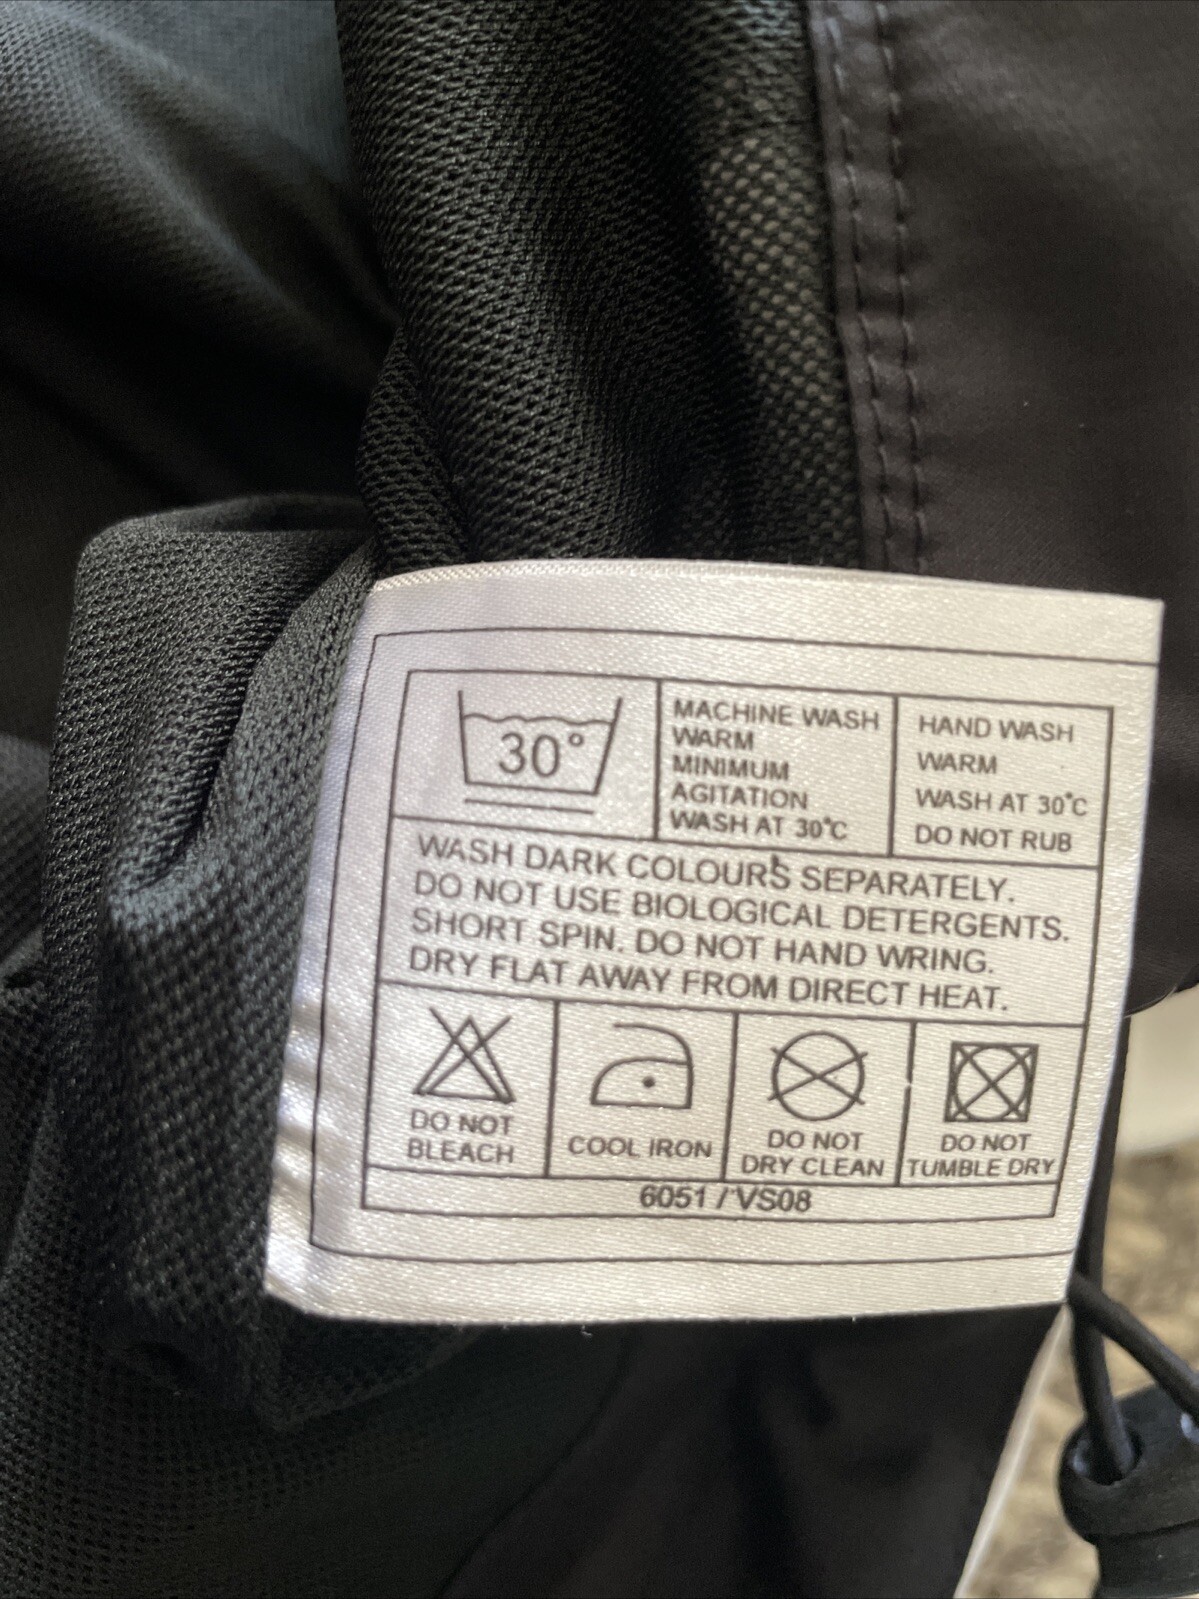 30°
MACHINE WASH
WARM
MINIMUM
AGITATION
WASH AT 30°C
HAND WASH
WARM
WASH AT 30°C
DO NOT RUB
WASH DARK COLOURS SEPARATELY.
DO NOT USE BIOLOGICAL DETERGENTS.
SHORT SPIN. DO NOT HAND WRING.
DRY FLAT AWAY FROM DIRECT HEAT.
DO NOT
BLEACH
COOL IRON
DO NOT
DRY CLEAN
DO NOT
TUMBLE DRY
6051 / VS08